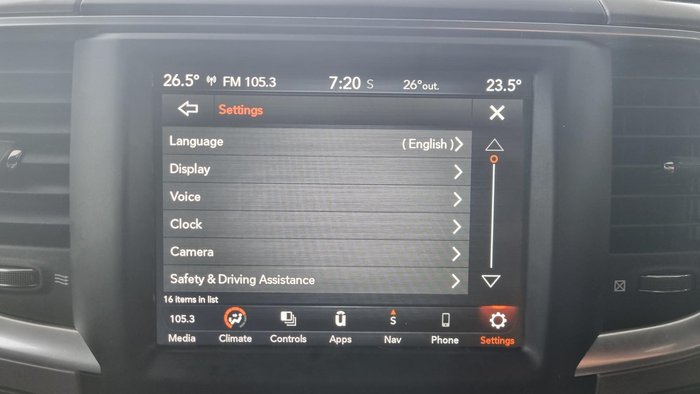 26.5° FM 105.3 7:20 S 26°out. 23.5°
Settings
Language (English)
Display
Voice
Clock
Camera
Safety & Driving Assistance
16 items in list
105.3 S
Media Climate Controls Apps Nav Phone Settings